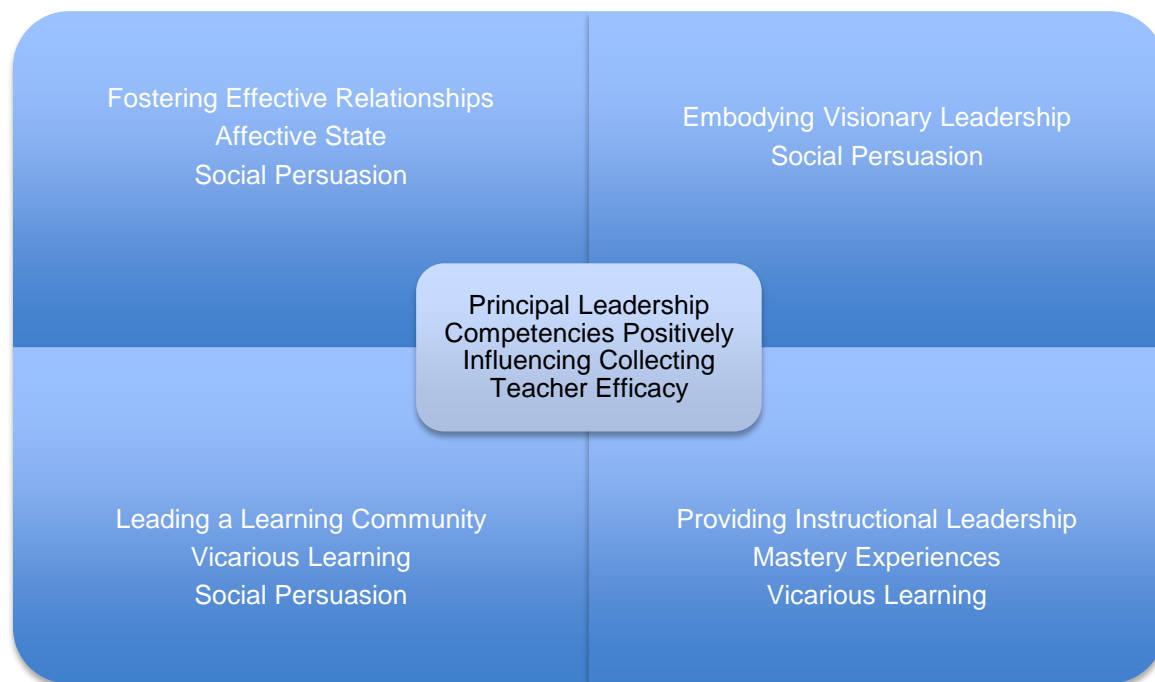 Fostering Effective Relationships
Affective State
Social Persuasion
Embodying Visionary Leadership
Social Persuasion
Principal Leadership
Competencies Positively
Influencing Collecting
Teacher Efficacy
Leading a Learning Community
Vicarious Learning
Social Persuasion
Providing Instructional Leadership
Mastery Experiences
Vicarious Learning